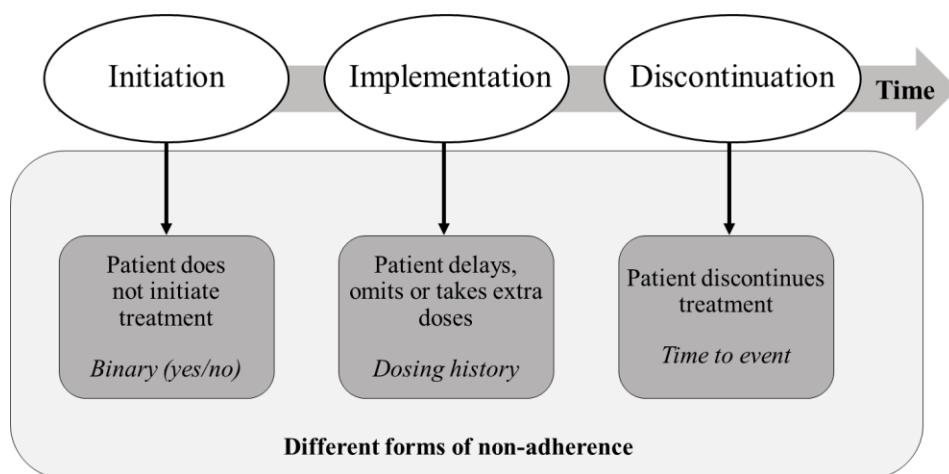 Initiation
Implementation
Discontinuation
Time
Patient does
not initiate
treatment
Binary (yes/no)
Patient delays,
omits or takes extra
doses
Dosing history
Patient discontinues
treatment
Time to event
Different forms of non-adherence